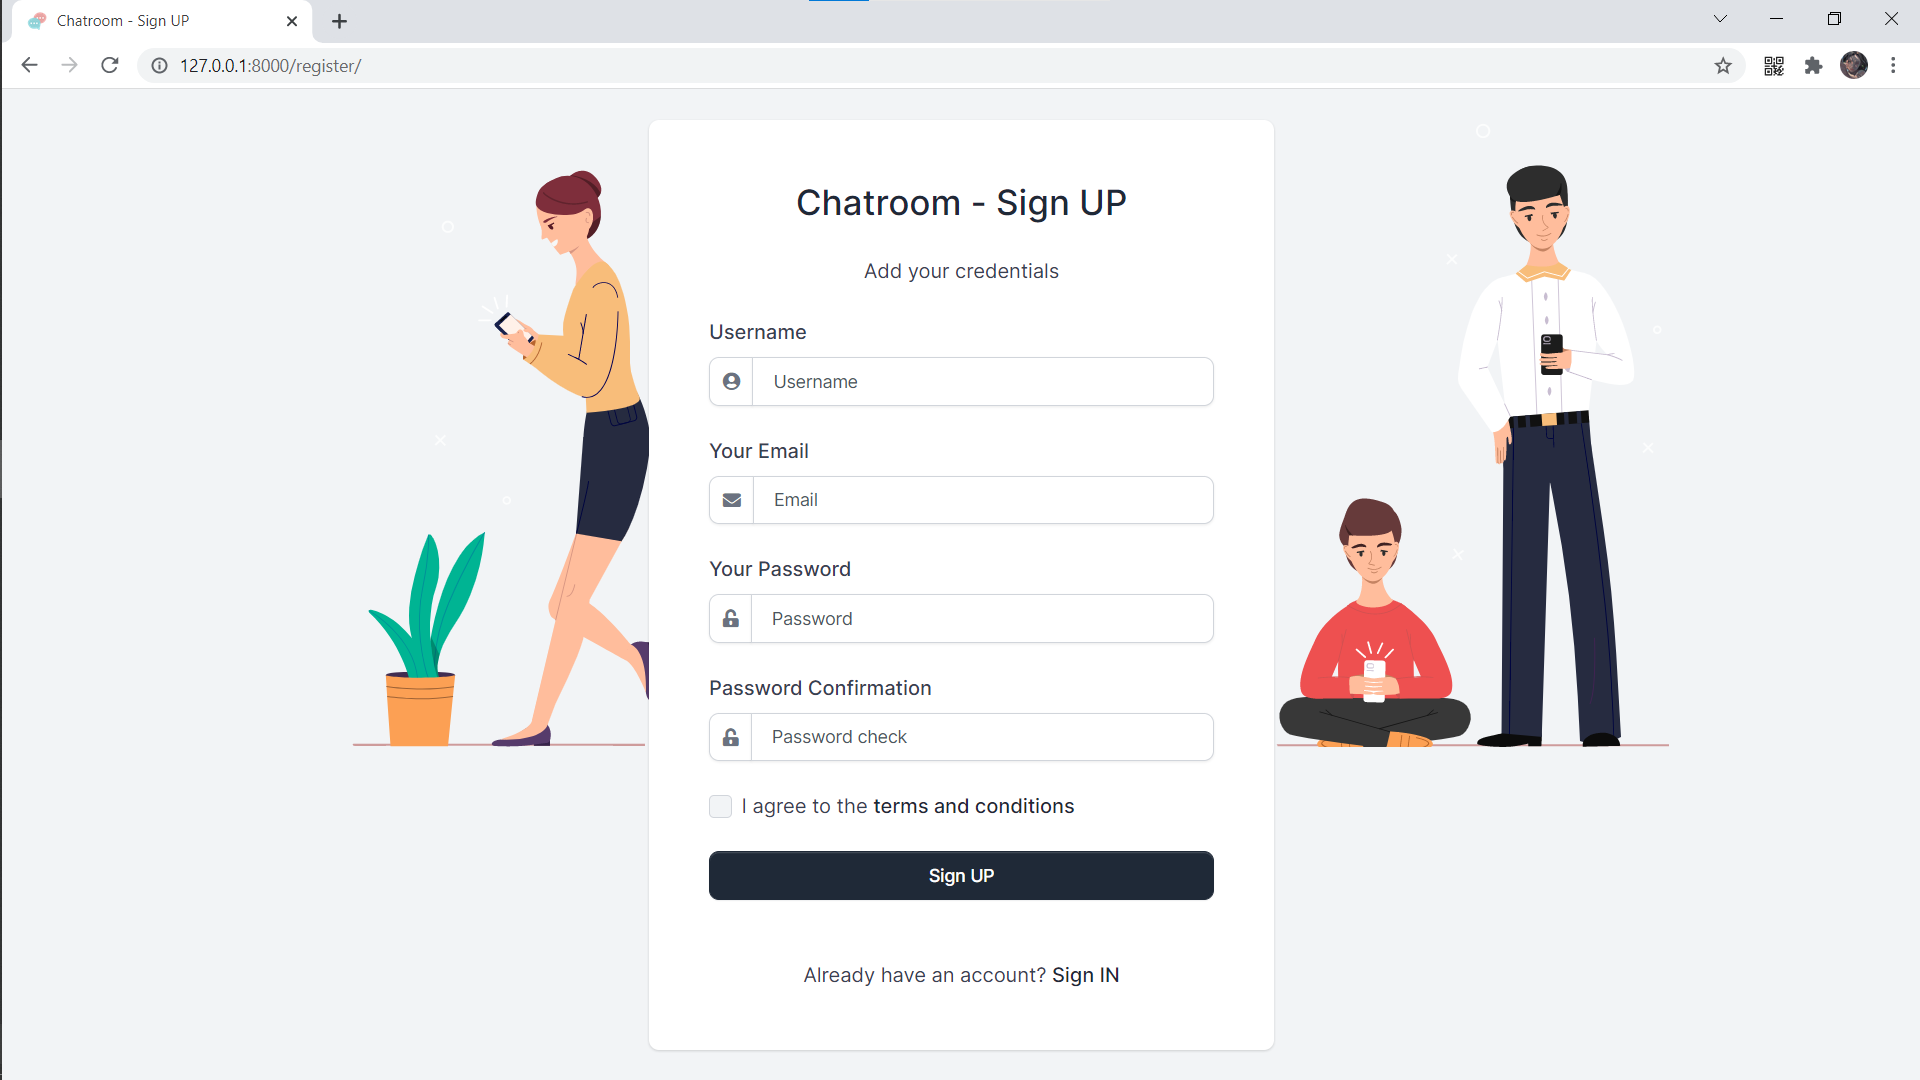 Chatroom - Sign UP
127.0.0.1:8000/register/
Chatroom - Sign UP
Add your credentials
Username
Username
Your Email
Email
Your Password
Password
Password Confirmation
Password check
I agree to the terms and conditions
Sign UP
Already have an account? Sign IN